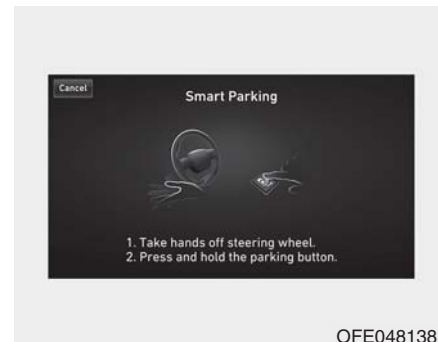 Cancel
Smart Parking
1. Take hands off steering wheel.
2. Press and hold the parking button.
OFE048138